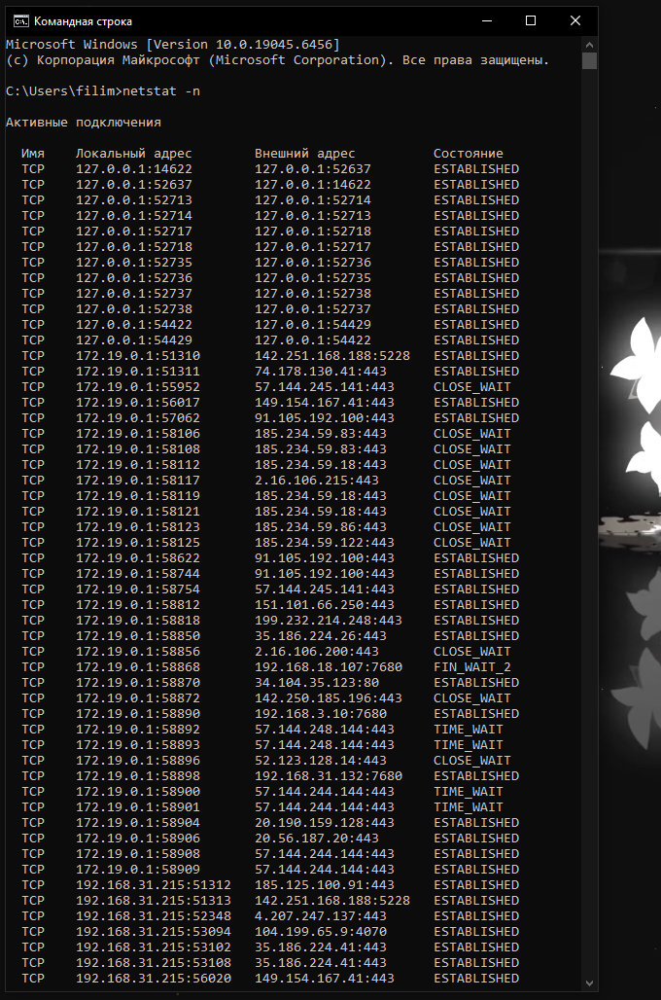 Командная строка
Microsoft Windows [Version 10.0.19045.6456]
(c) Корпорация Майкрософт (Microsoft Corporation). Все права защищены.
C:\Users\filim>netstat -n
Активные подключения
Имя Локальный адрес Внешний адрес Состояние
TCP 127.0.0.1:14622 127.0.0.1:52637 ESTABLISHED
TCP 127.0.0.1:52637 127.0.0.1:14622 ESTABLISHED
TCP 127.0.0.1:52713 127.0.0.1:52714 ESTABLISHED
TCP 127.0.0.1:52714 127.0.0.1:52713 ESTABLISHED
TCP 127.0.0.1:52717 127.0.0.1:52718 ESTABLISHED
TCP 127.0.0.1:52718 127.0.0.1:52717 ESTABLISHED
TCP 127.0.0.1:52735 127.0.0.1:52736 ESTABLISHED
TCP 127.0.0.1:52736 127.0.0.1:52735 ESTABLISHED
TCP 127.0.0.1:52737 127.0.0.1:52738 ESTABLISHED
TCP 127.0.0.1:52738 127.0.0.1:52737 ESTABLISHED
TCP 127.0.0.1:54422 127.0.0.1:54429 ESTABLISHED
TCP 127.0.0.1:54429 127.0.0.1:54422 ESTABLISHED
TCP 172.19.0.1:51310 142.251.168.188:5228 ESTABLISHED
TCP 172.19.0.1:51311 74.178.130.41:443 ESTABLISHED
TCP 172.19.0.1:55952 57.144.245.141:443 CLOSE_WAIT
TCP 172.19.0.1:56017 149.154.167.41:443 ESTABLISHED
TCP 172.19.0.1:57062 91.105.192.100:443 ESTABLISHED
TCP 172.19.0.1:58106 185.234.59.83:443 CLOSE_WAIT
TCP 172.19.0.1:58108 185.234.59.83:443 CLOSE_WAIT
TCP 172.19.0.1:58112 185.234.59.18:443 CLOSE_WAIT
TCP 172.19.0.1:58117 2.16.106.215:443 CLOSE_WAIT
TCP 172.19.0.1:58119 185.234.59.18:443 CLOSE_WAIT
TCP 172.19.0.1:58121 185.234.59.18:443 CLOSE_WAIT
TCP 172.19.0.1:58123 185.234.59.86:443 CLOSE_WAIT
TCP 172.19.0.1:58125 185.234.59.122:443 CLOSE_WAIT
TCP 172.19.0.1:58622 91.105.192.100:443 ESTABLISHED
TCP 172.19.0.1:58744 91.105.192.100:443 ESTABLISHED
TCP 172.19.0.1:58754 57.144.245.141:443 ESTABLISHED
TCP 172.19.0.1:58812 151.101.66.250:443 ESTABLISHED
TCP 172.19.0.1:58818 199.232.214.248:443 ESTABLISHED
TCP 172.19.0.1:58850 35.186.224.26:443 ESTABLISHED
TCP 172.19.0.1:58856 2.16.106.200:443 CLOSE_WAIT
TCP 172.19.0.1:58868 192.168.18.107:7680 FIN_WAIT_2
TCP 172.19.0.1:58870 34.104.35.123:80 ESTABLISHED
TCP 172.19.0.1:58872 142.250.185.196:443 CLOSE_WAIT
TCP 172.19.0.1:58890 192.168.3.10:7680 ESTABLISHED
TCP 172.19.0.1:58892 57.144.248.144:443 TIME_WAIT
TCP 172.19.0.1:58893 57.144.248.144:443 TIME_WAIT
TCP 172.19.0.1:58896 52.123.128.14:443 CLOSE_WAIT
TCP 172.19.0.1:58898 192.168.31.132:7680 ESTABLISHED
TCP 172.19.0.1:58900 57.144.244.144:443 TIME_WAIT
TCP 172.19.0.1:58901 57.144.244.144:443 TIME_WAIT
TCP 172.19.0.1:58904 20.190.159.128:443 ESTABLISHED
TCP 172.19.0.1:58906 20.56.187.20:443 ESTABLISHED
TCP 172.19.0.1:58908 57.144.244.144:443 ESTABLISHED
TCP 172.19.0.1:58909 57.144.244.144:443 ESTABLISHED
TCP 192.168.31.215:51312 185.125.100.91:443 ESTABLISHED
TCP 192.168.31.215:51313 142.251.168.188:5228 ESTABLISHED
TCP 192.168.31.215:52348 4.207.247.137:443 ESTABLISHED
TCP 192.168.31.215:53094 104.199.65.9:4070 ESTABLISHED
TCP 192.168.31.215:53102 35.186.224.41:443 ESTABLISHED
TCP 192.168.31.215:53108 35.186.224.41:443 ESTABLISHED
TCP 192.168.31.215:56020 149.154.167.41:443 ESTABLISHED